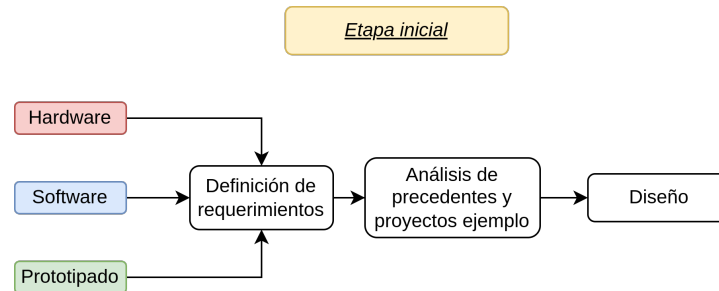 Etapa inicial
Hardware
Software
Prototipado
Definición de
requerimientos
Análisis de
precedentes y
proyectos ejemplo
Diseño